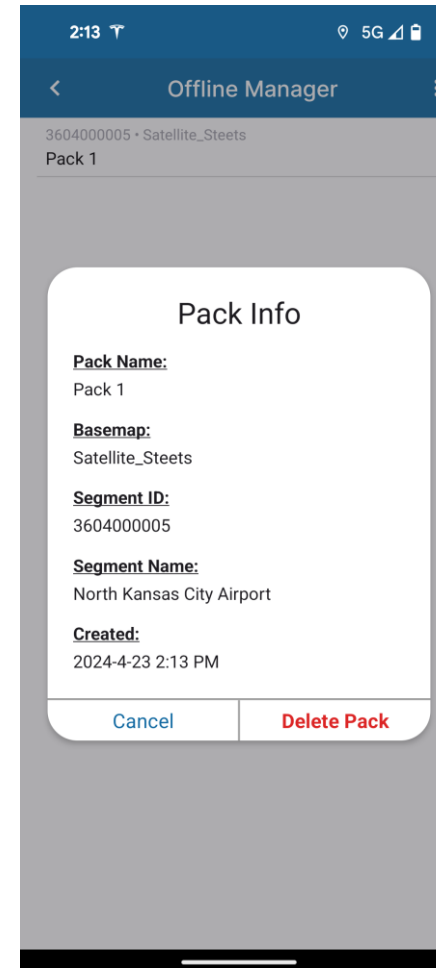 2:13
5G
Offline Manager
3604000005 • Satellite_Steets
Pack 1
Pack Info
Pack Name:
Pack 1
Basemap:
Satellite_Steets
Segment ID:
3604000005
Segment Name:
North Kansas City Airport
Created:
2024-4-23 2:13 PM
Cancel
Delete Pack